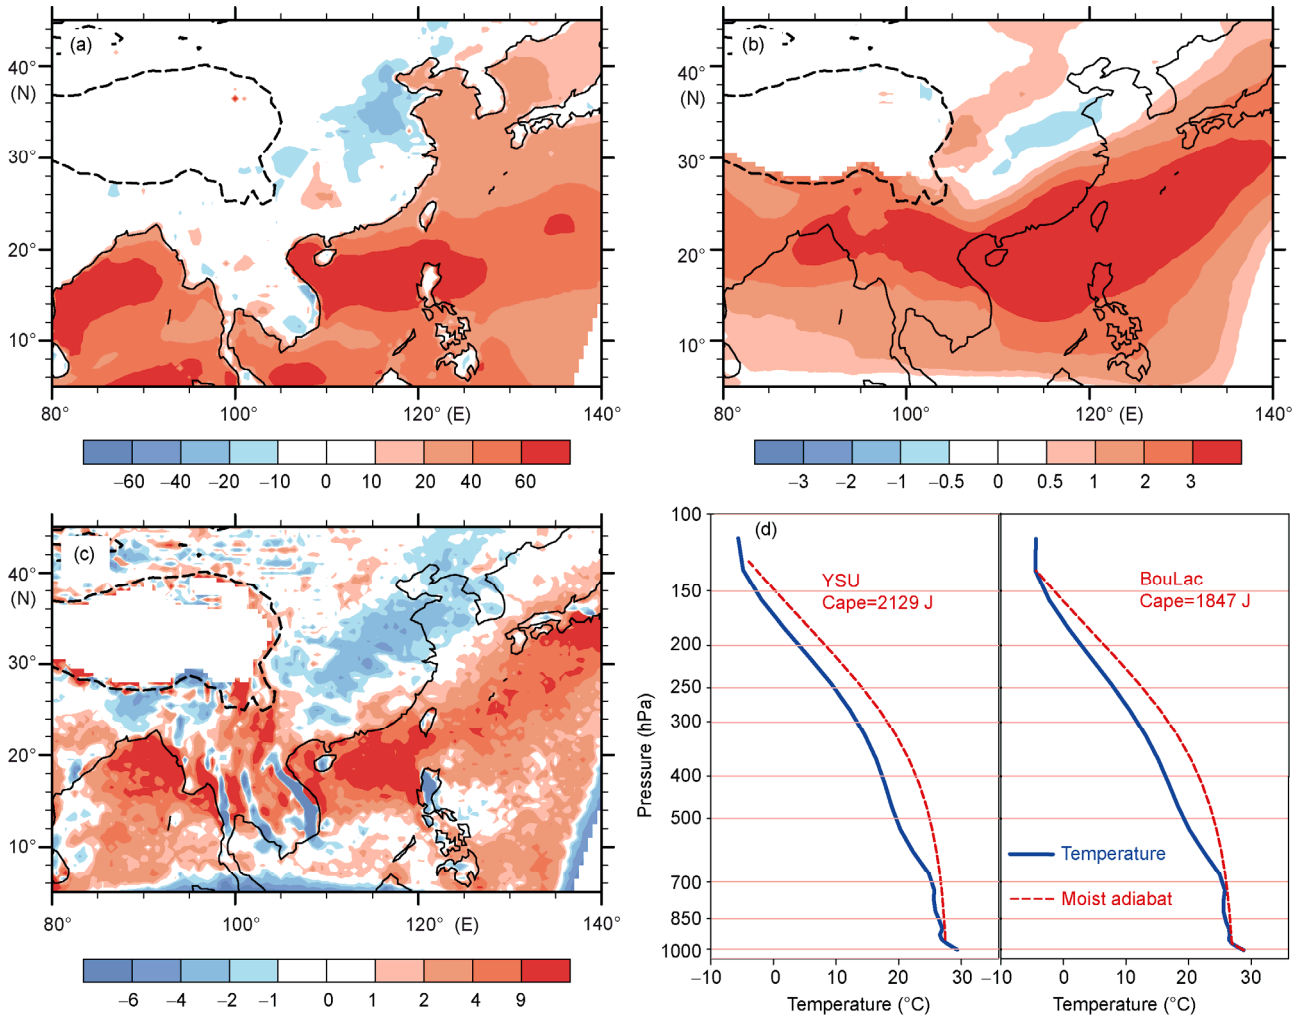 (a)
40°
(N)
30°
20°
10°
80°
100°
120° (E)
140°
−60 −40 −20 −10 0 10 20 40 60
(b)
40°
(N)
30°
20°
10°
80°
100°
120° (E)
140°
−3 −2 −1 −0.5 0 0.5 1 2 3
(c)
40°
(N)
30°
20°
10°
80°
100°
120° (E)
140°
−6 −4 −2 −1 0 1 2 4 9
(d)
100
150
200
250
300
400
500
700
850
1000
Pressure (hPa)
YSU
Cape=2129 J
BouLac
Cape=1847 J
Temperature
Moist adiabat
−10 0 10 20 30
−10 0 10 20 30
Temperature (°C)
Temperature (°C)